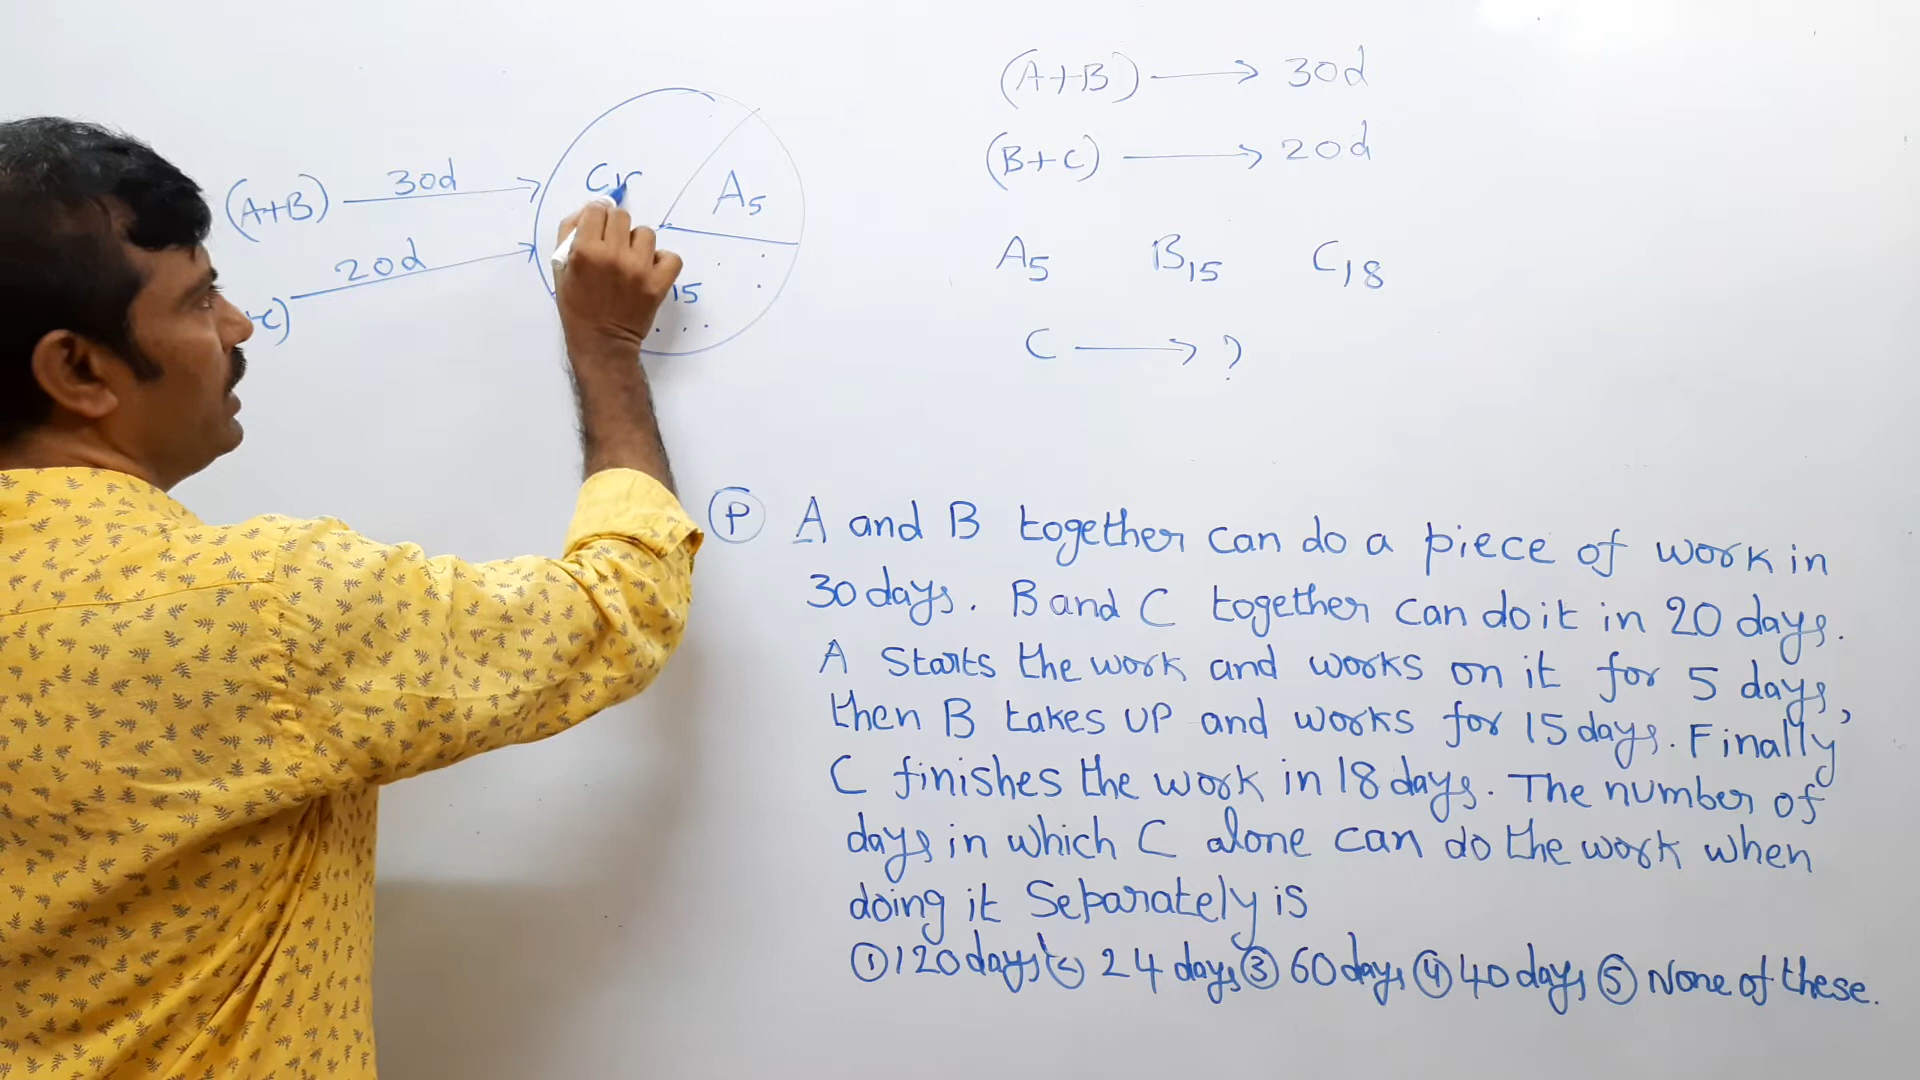 (A+B) → 30d
(B+C) → 20d
A5 B15 C18
C → ?
(A+B) 30d
20d
C)
A5
15
P A and B together can do a piece of work in
30 days. B and C together can do it in 20 days.
A starts the work and works on it for 5 days,
then B takes UP and works for 15 days. Finally
C finishes the work in 18 days. The number of
days in which C alone can do the work when
doing it Separately is
① 120 days ② 24 days ③ 60 days ④ 40 days ⑤ None of these.